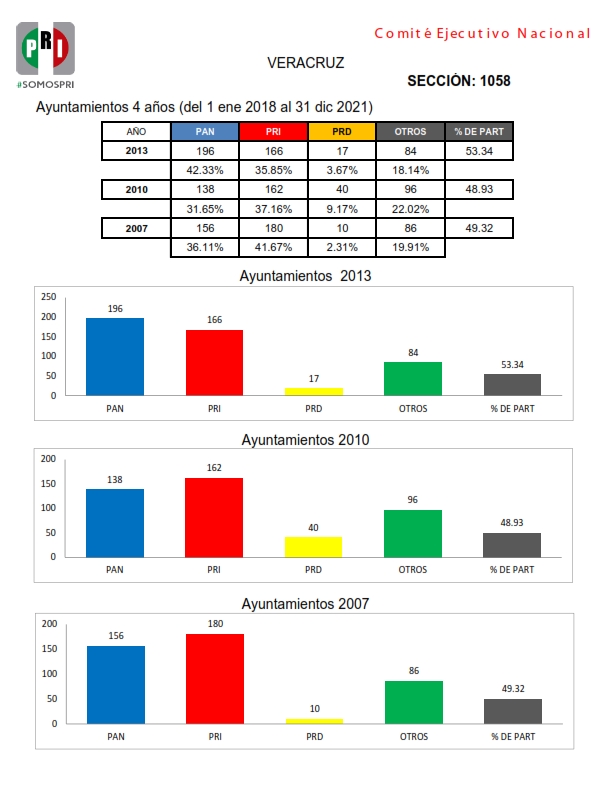 Comité Ejecutivo Nacional
PRI
#SOMOSPRI
VERACRUZ
SECCIÓN: 1058
Ayuntamientos 4 años (del 1 ene 2018 al 31 dic 2021)
AÑO PAN PRI PRD OTROS % DE PART
2013 196 166 17 84 53.34
42.33% 35.85% 3.67% 18.14%
2010 138 162 40 96 48.93
31.65% 37.16% 9.17% 22.02%
2007 156 180 10 86 49.32
36.11% 41.67% 2.31% 19.91%
Ayuntamientos 2013
250
200
150
100
50
0
196
166
17
84
53.34
PAN PRI PRD OTROS % DE PART
Ayuntamientos 2010
200
150
100
50
0
138
162
40
96
48.93
PAN PRI PRD OTROS % DE PART
Ayuntamientos 2007
200
150
100
50
0
156
180
10
86
49.32
PAN PRI PRD OTROS % DE PART